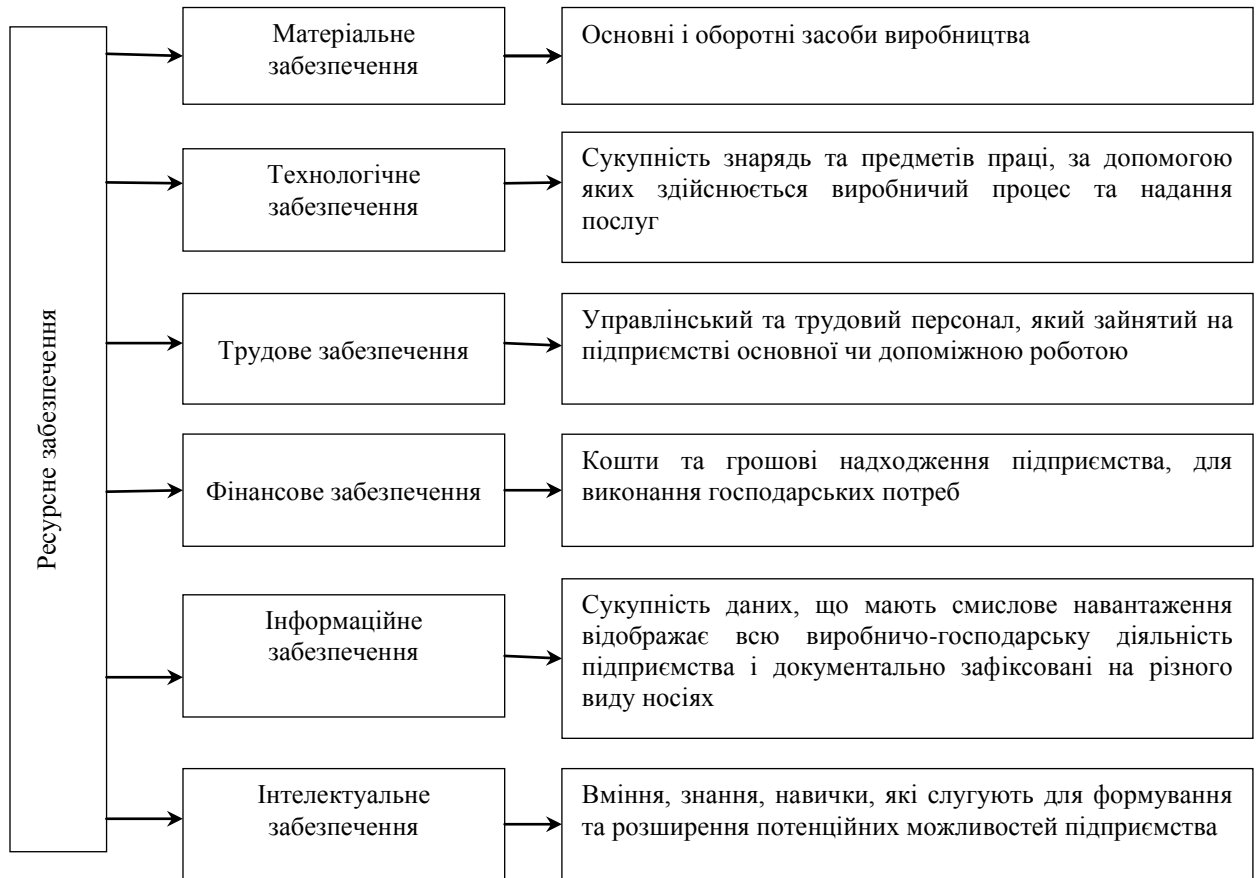 Ресурсне забезпечення
Матеріальне
забезпечення
Основні і оборотні засоби виробництва
Технологічне
забезпечення
Сукупність знарядь та предметів праці, за допомогою
яких здійснюється виробничий процес та надання
послуг
Трудове забезпечення
Управлінський та трудовий персонал, який зайнятий на
підприємстві основної чи допоміжною роботою
Фінансове забезпечення
Кошти та грошові надходження підприємства, для
виконання господарських потреб
Інформаційне
забезпечення
Сукупність даних, що мають смислове навантаження
відображає всю виробничо-господарську діяльність
підприємства і документально зафіксовані на різного
виду носіях
Інтелектуальне
забезпечення
Вміння, знання, навички, які слугують для формування
та розширення потенційних можливостей підприємства